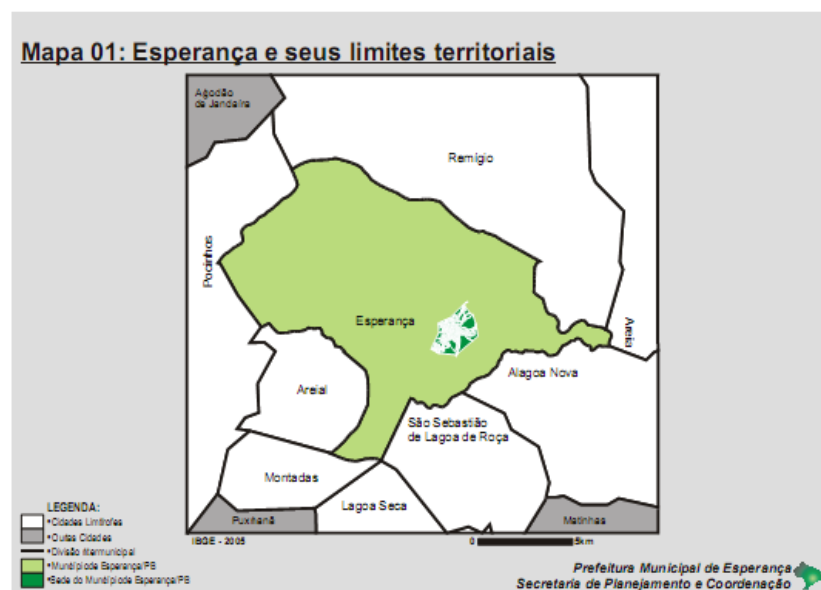 Mapa 01: Esperança e seus limites territoriais
Agodão
de Jandaíra
Remígio
Pocinhos
Esperança
Areia
Alagoa Nova
Areial
São Sebastião
de Lagoa de Roça
Montadas
Lagoa Seca
Puxinanã
Matinhas
LEGENDA:
Cidades Limítrofes
Outras Cidades
Divisão Intermunicipal
Município de Esperança/PB
Sede do Município de Esperança/PB
IBGE - 2005
0 5km
Prefeitura Municipal de Esperança
Secretaria de Planejamento e Coordenação